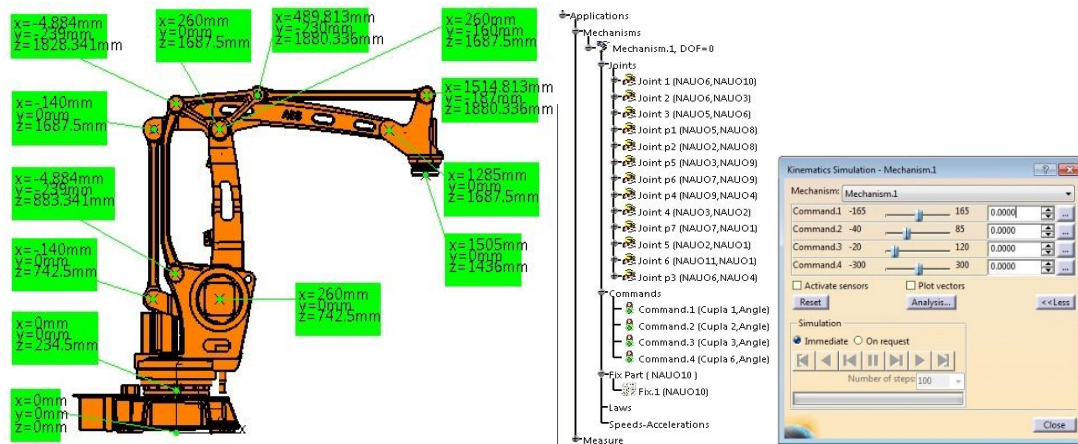 x=-4.884mm
y=-239mm
z=1828.341mm
x=260mm
y=0mm
z=1687.5mm
x=489.813mm
y=-230mm
z=1880.336mm
x=260mm
y=-160mm
z=1687.5mm
x=-140mm
y=0mm
z=1687.5mm
x=1514.813mm
y=-187mm
z=1880.336mm
ABB
x=-4.884mm
y=-239mm
z=883.341mm
x=1285mm
y=0mm
z=1687.5mm
x=-140mm
y=0mm
z=742.5mm
x=1505mm
y=0mm
z=1436mm
x=260mm
y=0mm
z=742.5mm
x=0mm
y=0mm
z=234.5mm
x=0mm
y=0mm
z=0mm
x
Applications
Mechanisms
Mechanism.1, DOF=0
Joints
Joint 1 (NAUO6,NAUO10)
Joint 2 (NAUO6,NAUO3)
Joint 3 (NAUO5,NAUO6)
Joint p1 (NAUO5,NAUO8)
Joint p2 (NAUO2,NAUO8)
Joint p5 (NAUO3,NAUO9)
Joint p6 (NAUO7,NAUO9)
Joint p4 (NAUO9,NAUO4)
Joint 4 (NAUO3,NAUO2)
Joint p7 (NAUO7,NAUO1)
Joint 5 (NAUO2,NAUO1)
Joint 6 (NAUO11,NAUO1)
Joint p3 (NAUO6,NAUO4)
Commands
Command.1 (Cupla 1,Angle)
Command.2 (Cupla 2,Angle)
Command.3 (Cupla 3,Angle)
Command.4 (Cupla 6,Angle)
Fix Part ( NAUO10 )
Fix.1 (NAUO10)
Laws
Speeds-Accelerations
Measure
Kinematics Simulation - Mechanism.1
Mechanism: Mechanism.1
Command.1 -165 165 0.0000 ...
Command.2 -40 85 0.0000 ...
Command.3 -20 120 0.0000 ...
Command.4 -300 300 0.0000 ...
Activate sensors Plot vectors
Reset Analysis... <<Less
Simulation
Immediate On request
Number of steps: 100
Close